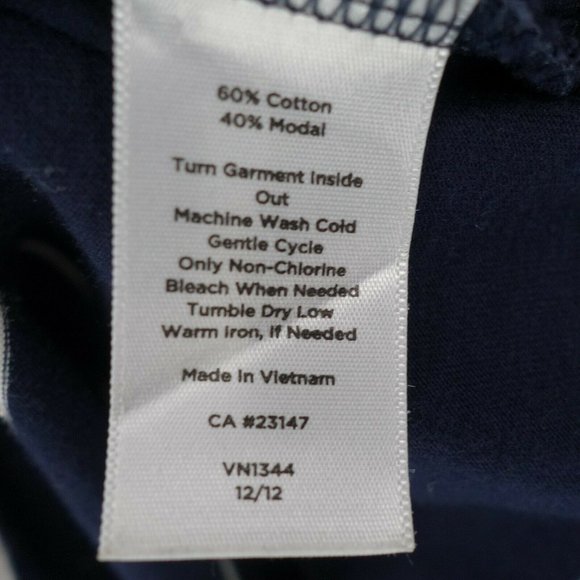 60% Cotton
40% Modal
Turn Garment Inside
Out
Machine Wash Cold
Gentle Cycle
Only Non-Chlorine
Bleach When Needed
Tumble Dry Low
Warm Iron, If Needed
Made In Vietnam
CA #23147
VN1344
12/12